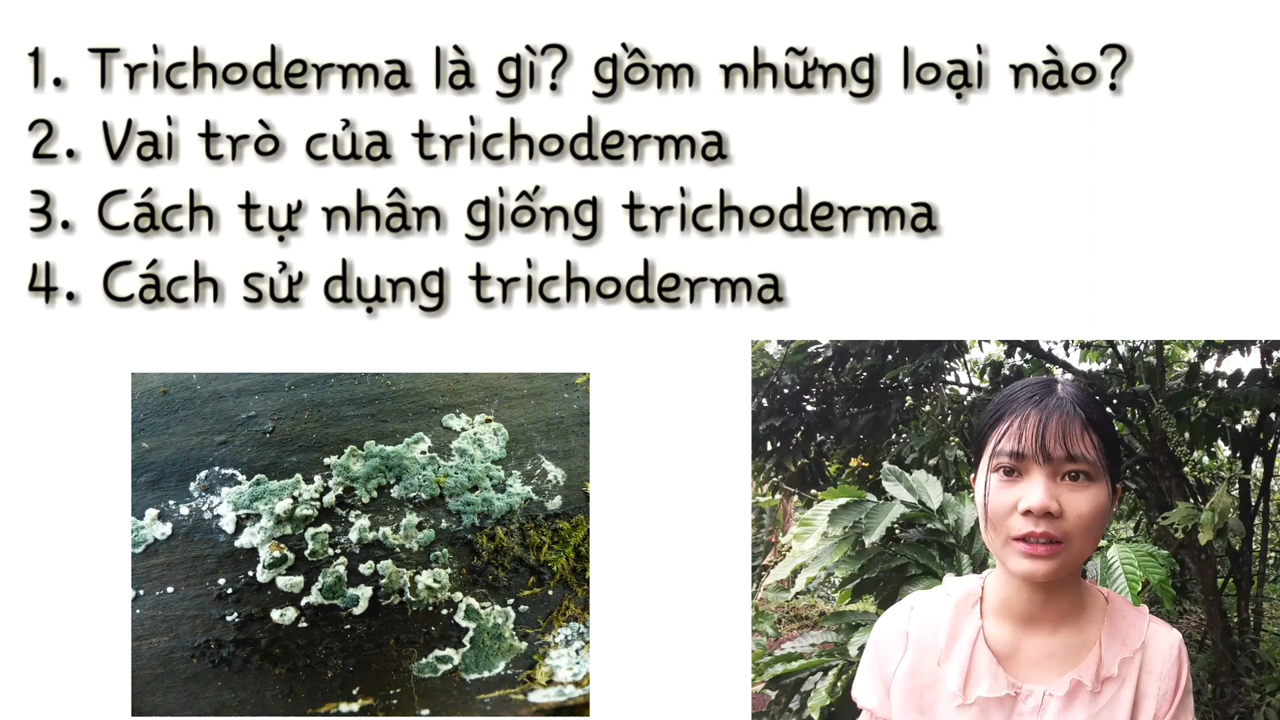 1. Trichoderma là gì? gồm những loại nào?
2. Vai trò của trichoderma
3. Cách tự nhân giống trichoderma
4. Cách sử dụng trichoderma